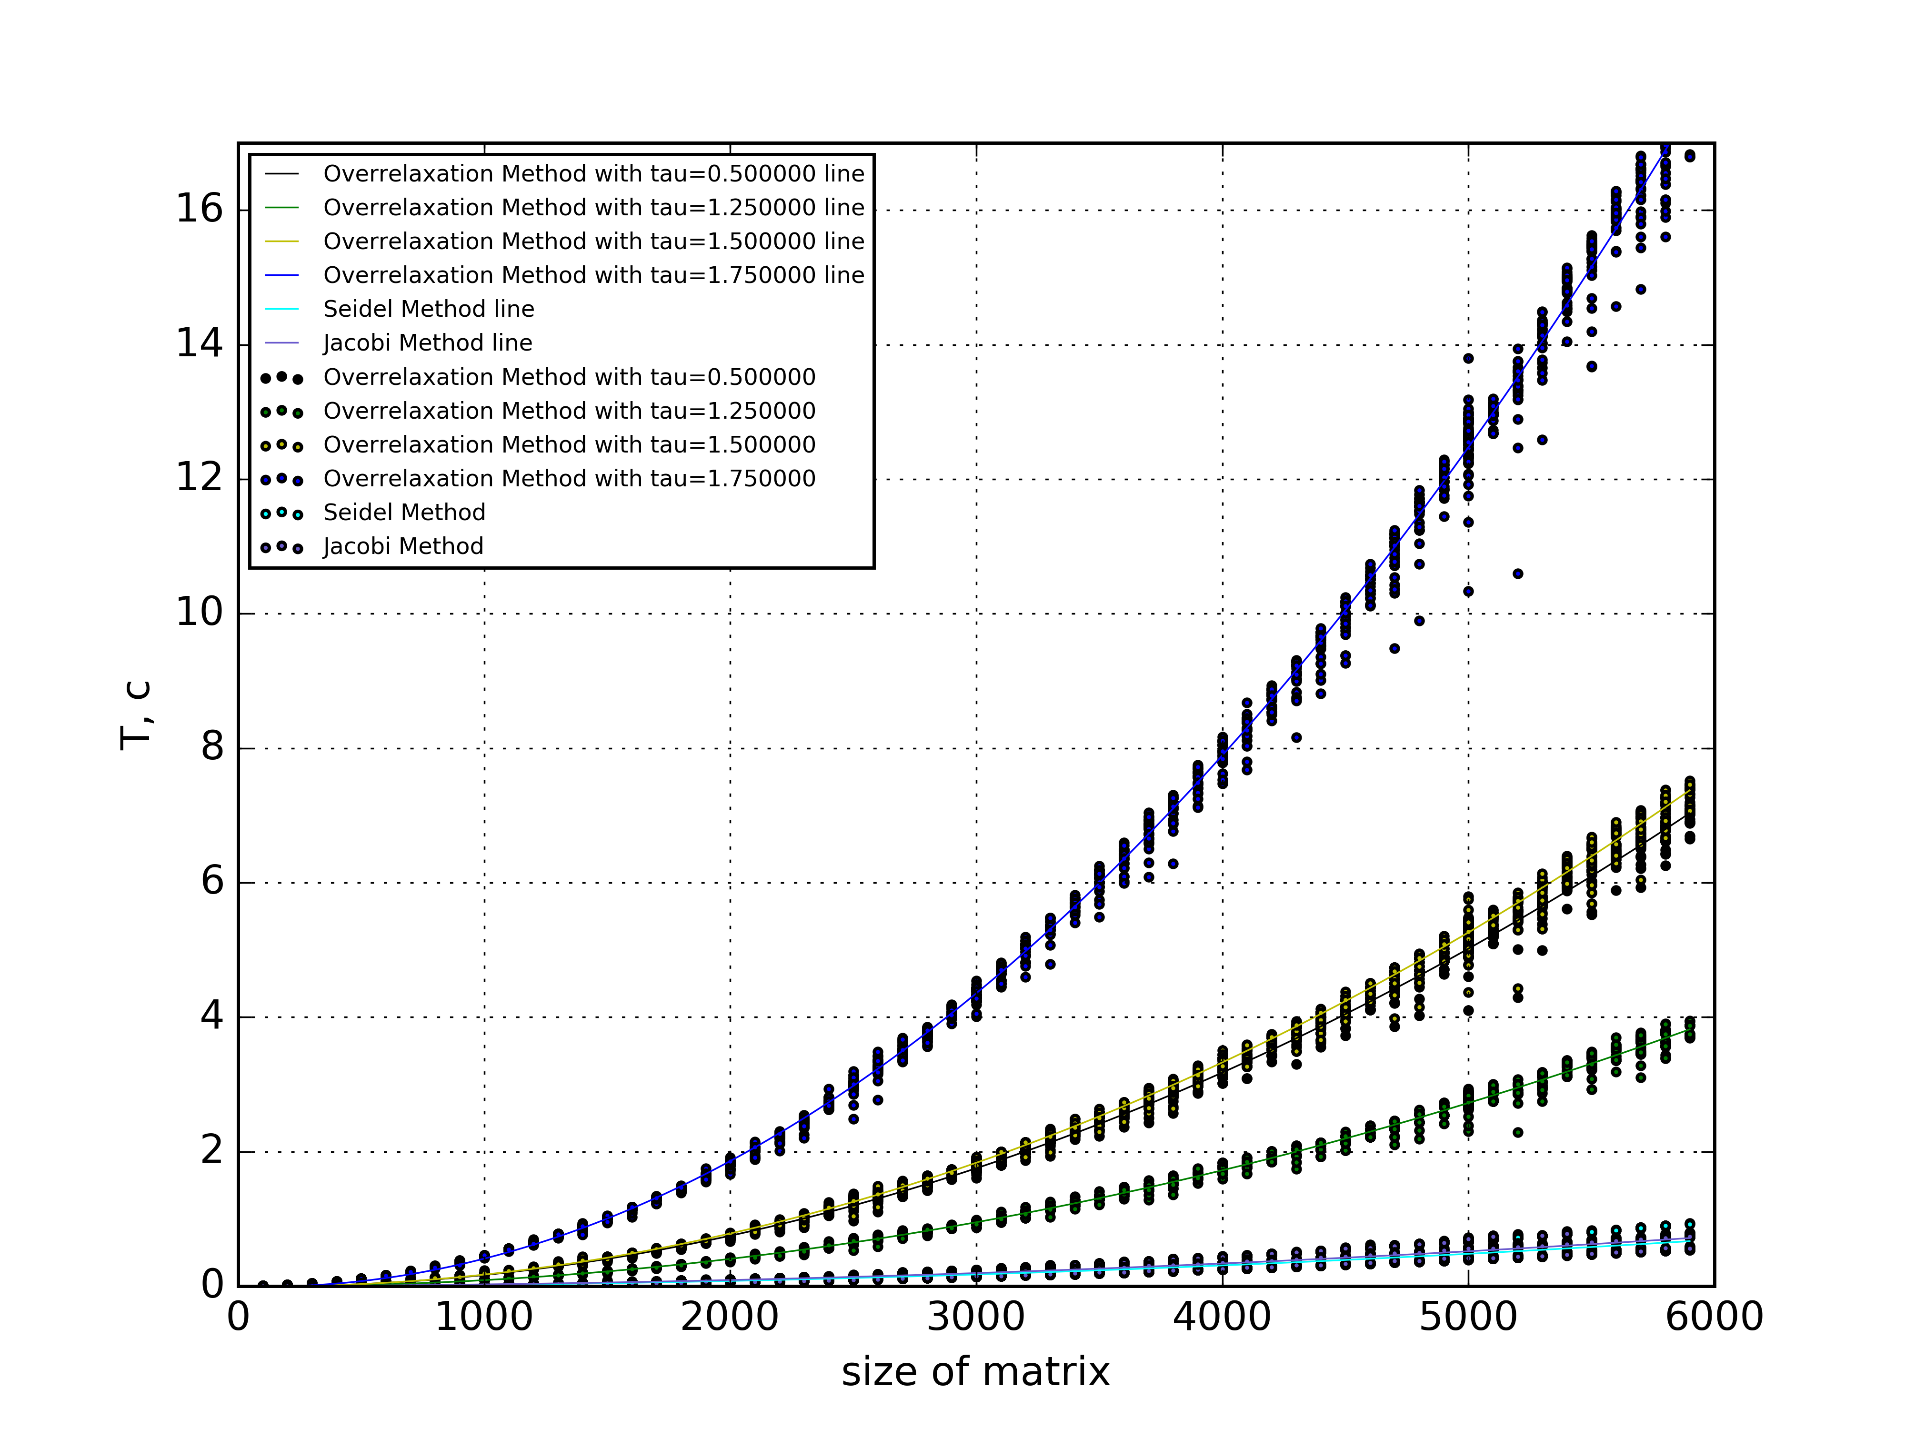 Overrelaxation Method with tau=0.500000 line
Overrelaxation Method with tau=1.250000 line
Overrelaxation Method with tau=1.500000 line
Overrelaxation Method with tau=1.750000 line
Seidel Method line
Jacobi Method line
Overrelaxation Method with tau=0.500000
Overrelaxation Method with tau=1.250000
Overrelaxation Method with tau=1.500000
Overrelaxation Method with tau=1.750000
Seidel Method
Jacobi Method
16
14
12
10
8
6
4
2
0
T, c
0 1000 2000 3000 4000 5000 6000
size of matrix